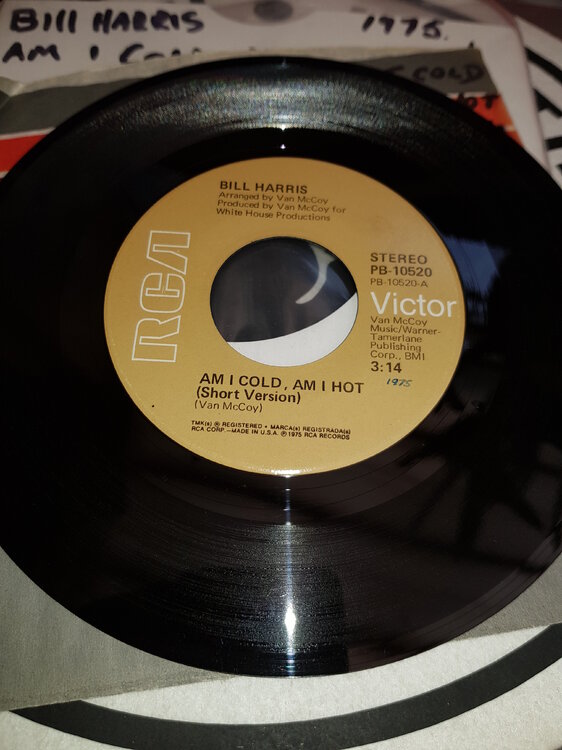 BILL HARRIS 1975.
AM I
COLD
BILL HARRIS
Arranged by Van McCoy
Produced by Van McCoy for
White House Productions
RCA
STEREO
PB-10520
PB-10520-A
Victor
Van McCoy
Music/Warner-
Tamerlane
Publishing
Corp., BMI
3:14
1975
AM I COLD, AM I HOT
(Short Version)
(Van McCoy)
TMK(s) ® REGISTERED • MARCA(s) REGISTRADA(s)
RCA CORP.—MADE IN U.S.A. ℗ 1975 RCA RECORDS